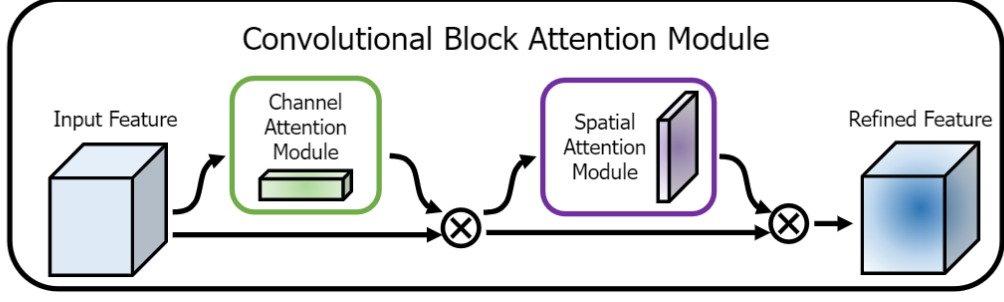 Convolutional Block Attention Module
Input Feature
Channel
Attention
Module
Spatial
Attention
Module
Refined Feature